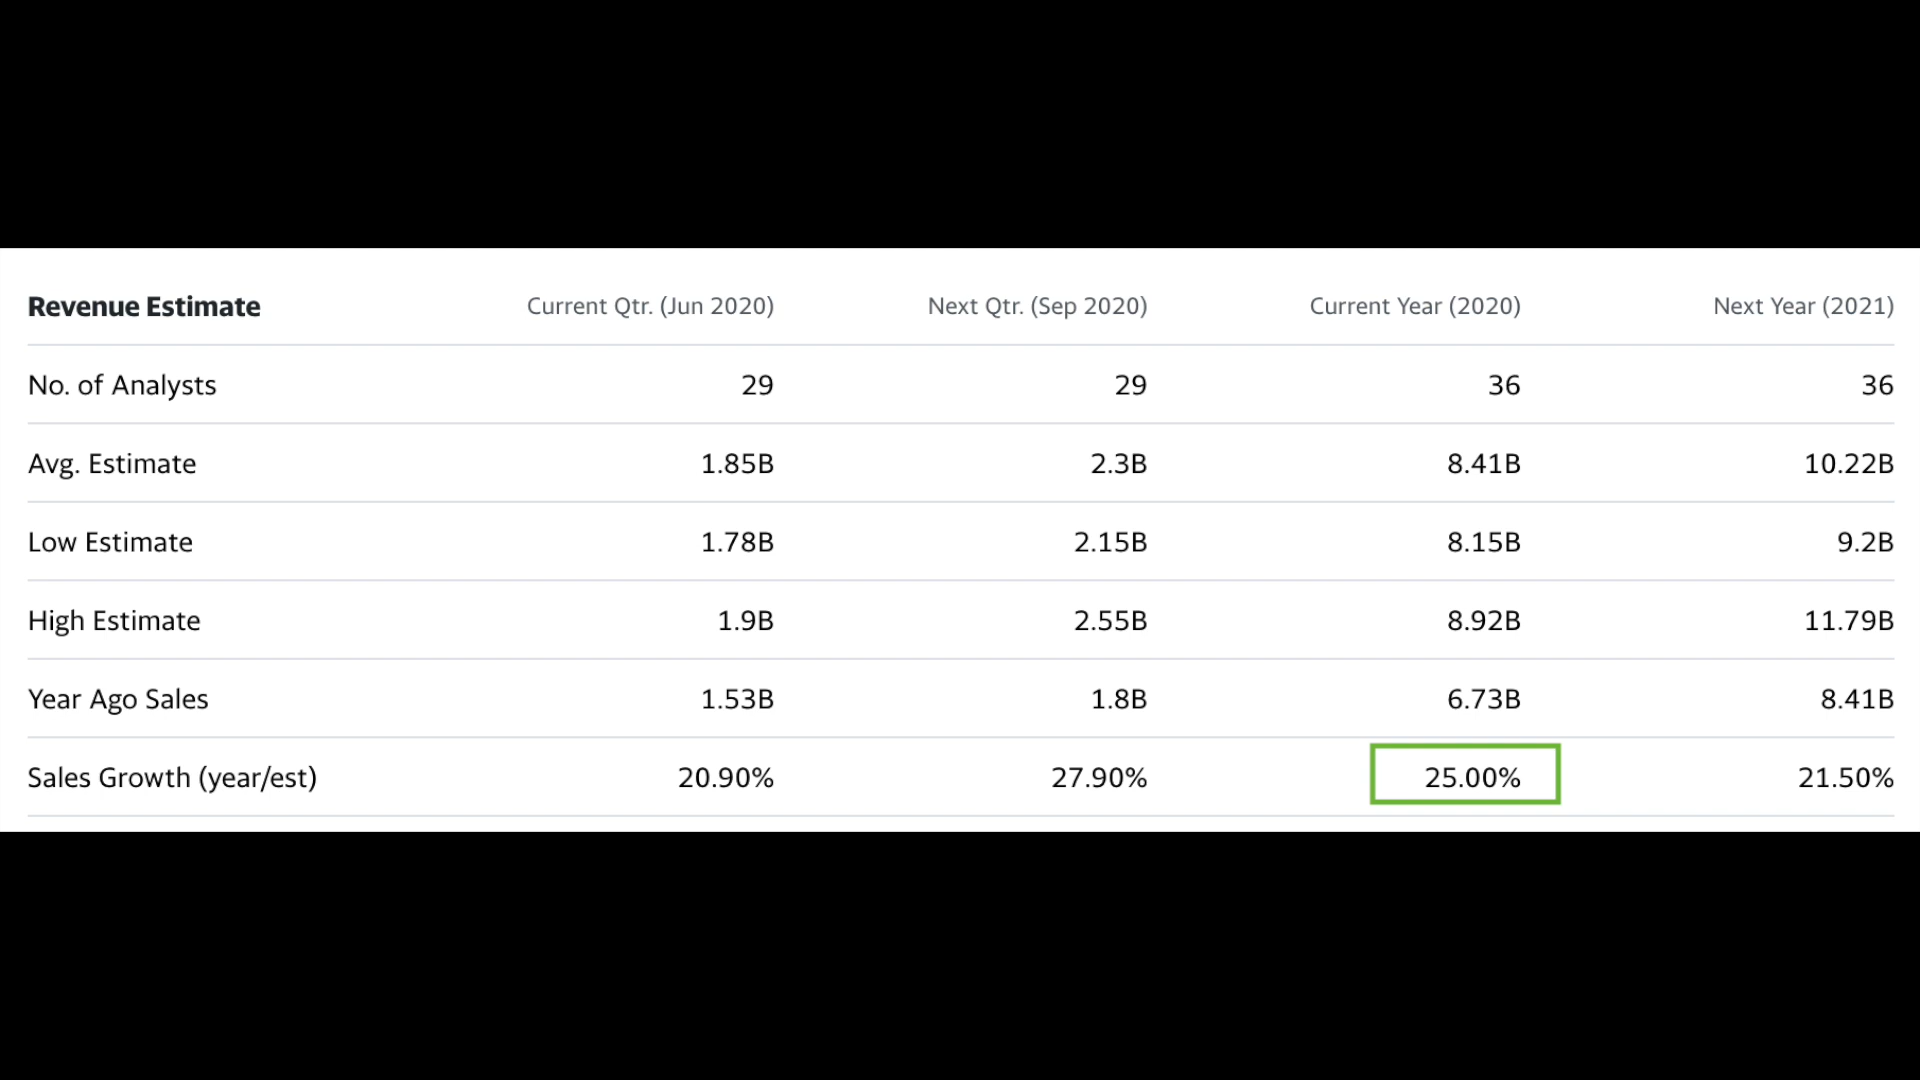 Revenue Estimate Current Qtr. (Jun 2020) Next Qtr. (Sep 2020) Current Year (2020) Next Year (2021)
No. of Analysts 29 29 36 36
Avg. Estimate 1.85B 2.3B 8.41B 10.22B
Low Estimate 1.78B 2.15B 8.15B 9.2B
High Estimate 1.9B 2.55B 8.92B 11.79B
Year Ago Sales 1.53B 1.8B 6.73B 8.41B
Sales Growth (year/est) 20.90% 27.90% 25.00% 21.50%